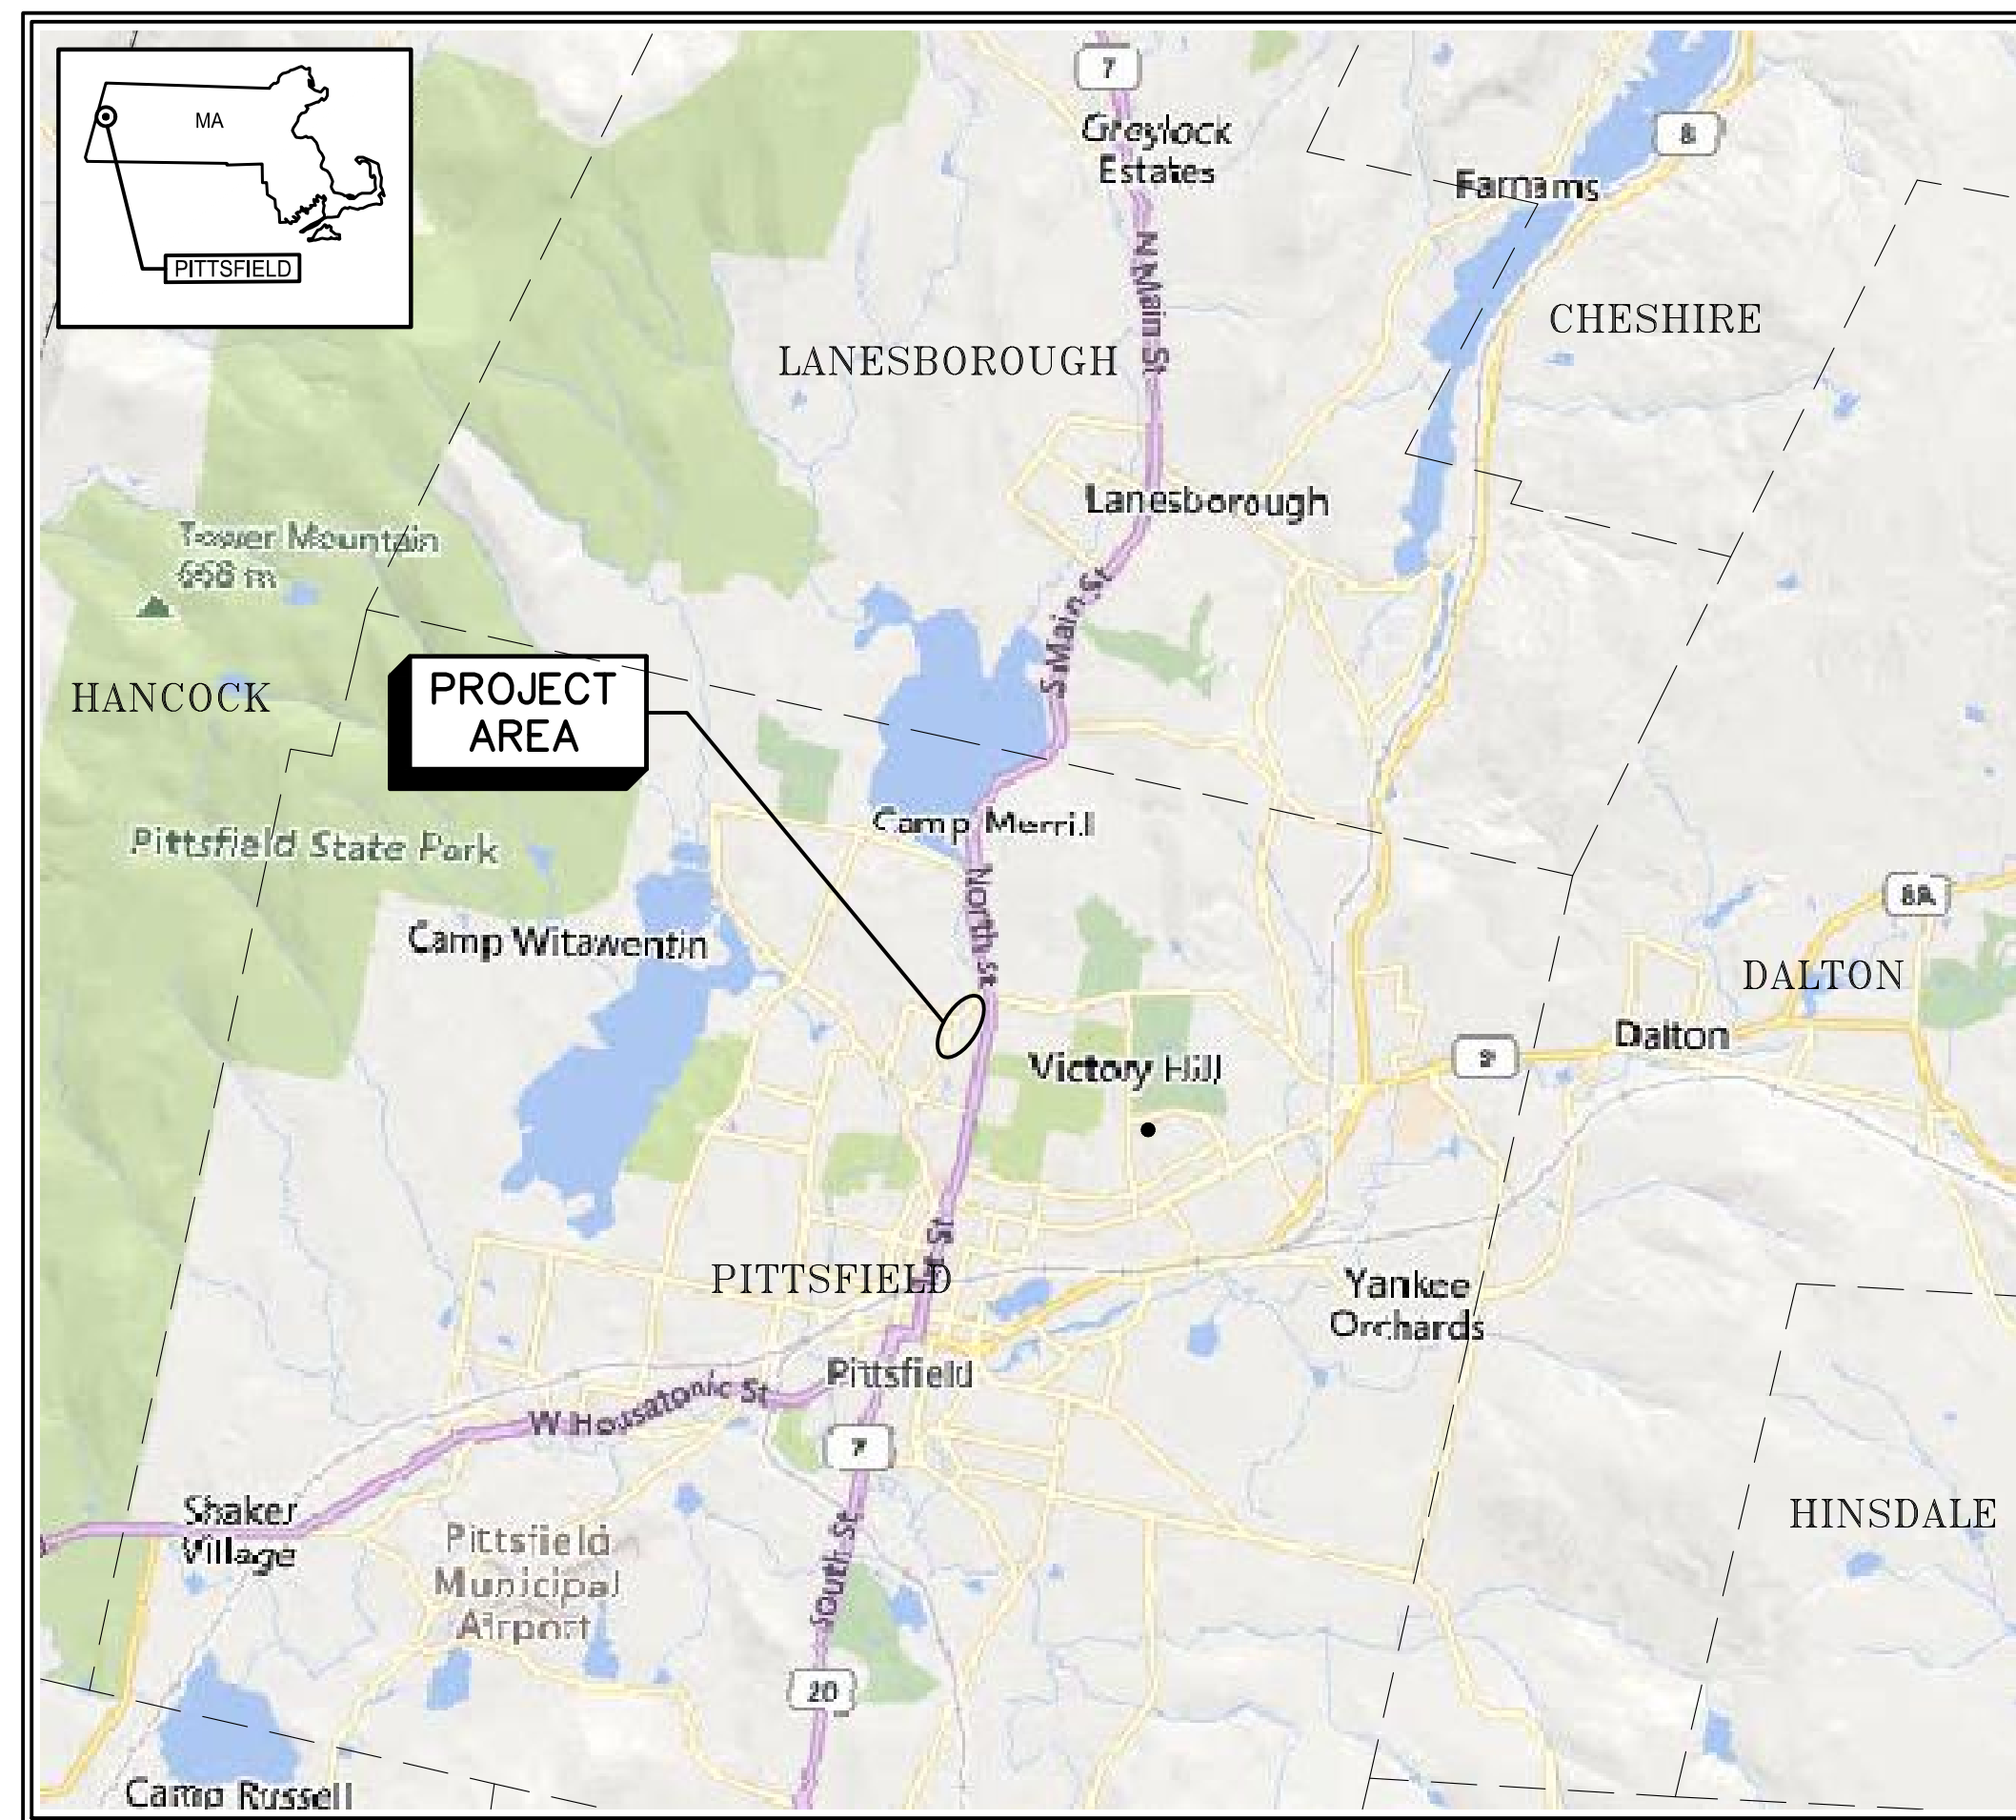 MA
PITTSFIELD
7
Greylock
Estates
8
Farnams
N Main St
CHESHIRE
LANESBOROUGH
Lanesborough
Tower Mountain
668 m
S Main St
HANCOCK
PROJECT
AREA
Camp Merrill
Pittsfield State Park
North St
8A
Camp Witawentin
DALTON
Dalton
9
Victory Hill
St
PITTSFIELD
Yankee
Orchards
Pittsfield
W Housatonic St
7
Shaker
Village
HINSDALE
Pittsfield
Municipal
Airport
South St
20
Camp Russell